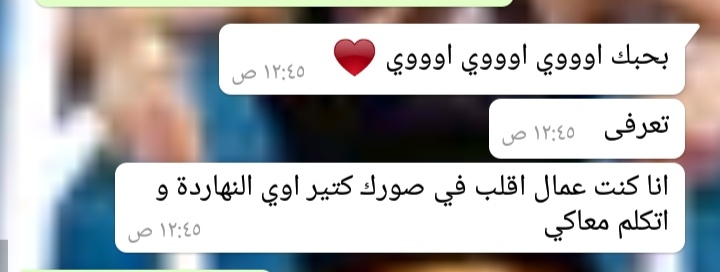 بحبك اوووي اوووي اوووي ❤
١٢:٤٥ ص
تعرفى
١٢:٤٥ ص
انا كنت عمال اقلب في صورك كتير اوي النهاردة و
اتكلم معاكي
١٢:٤٥ ص